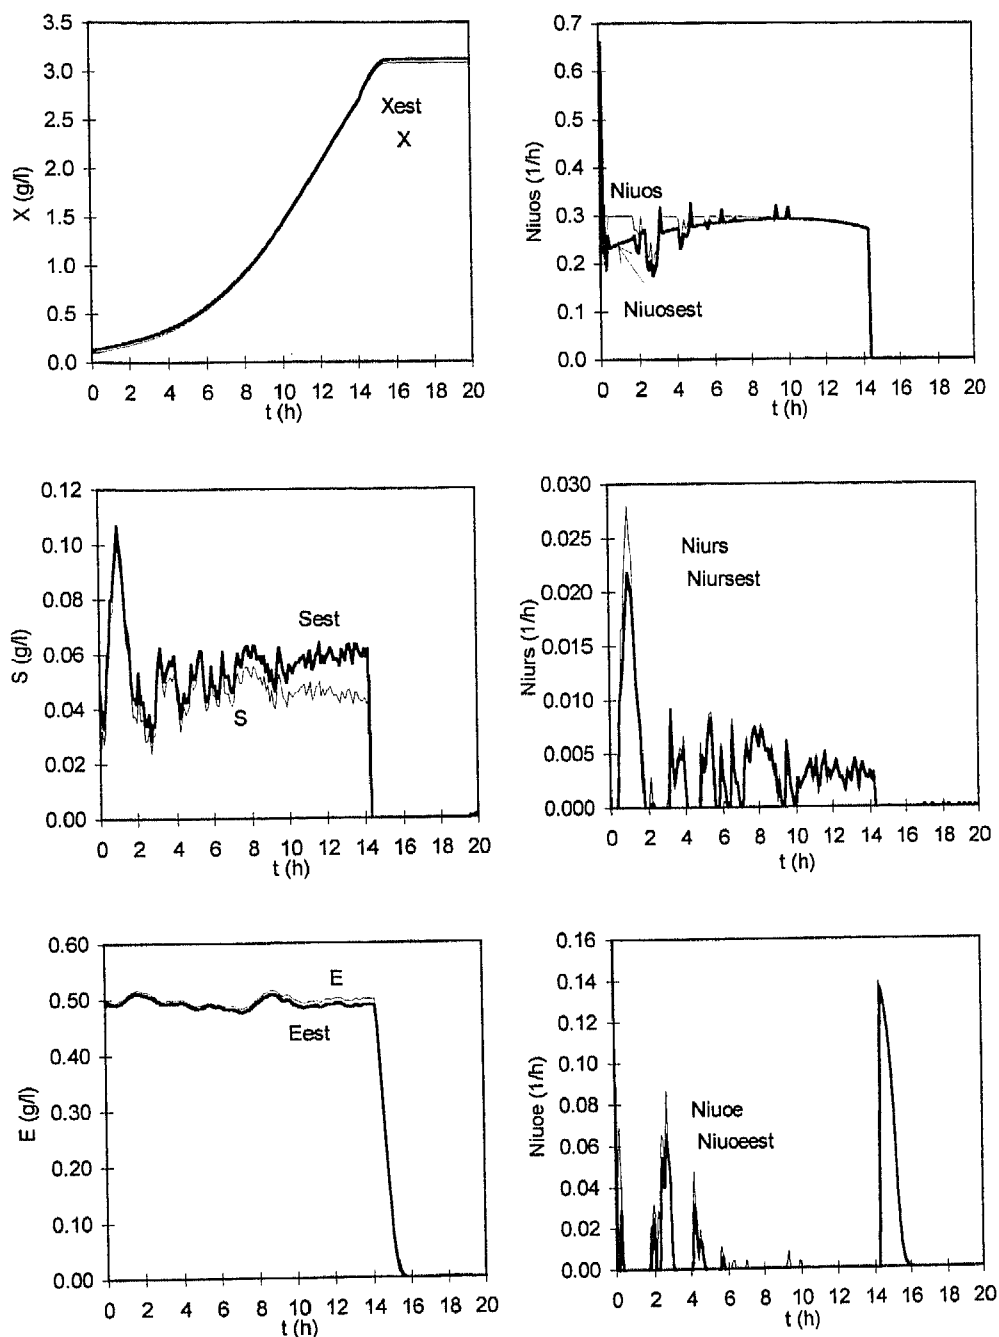 3.5
3.0
2.5
2.0
1.5
1.0
0.5
0.0
X (g/l)
Xest
X
0 2 4 6 8 10 12 14 16 18 20
t (h)
0.7
0.6
0.5
0.4
0.3
0.2
0.1
0.0
Niuos (1/h)
Niuos
Niuosest
0 2 4 6 8 10 12 14 16 18 20
t (h)
0.12
0.10
0.08
0.06
0.04
0.02
0.00
S (g/l)
Sest
S
0 2 4 6 8 10 12 14 16 18 20
t (h)
0.030
0.025
0.020
0.015
0.010
0.005
0.000
Niurs (1/h)
Niurs
Niursest
0 2 4 6 8 10 12 14 16 18 20
t (h)
0.60
0.50
0.40
0.30
0.20
0.10
0.00
E (g/l)
E
Eest
0 2 4 6 8 10 12 14 16 18 20
t (h)
0.16
0.14
0.12
0.10
0.08
0.06
0.04
0.02
0.00
Niuoe (1/h)
Niuoe
Niuoeest
0 2 4 6 8 10 12 14 16 18 20
t (h)